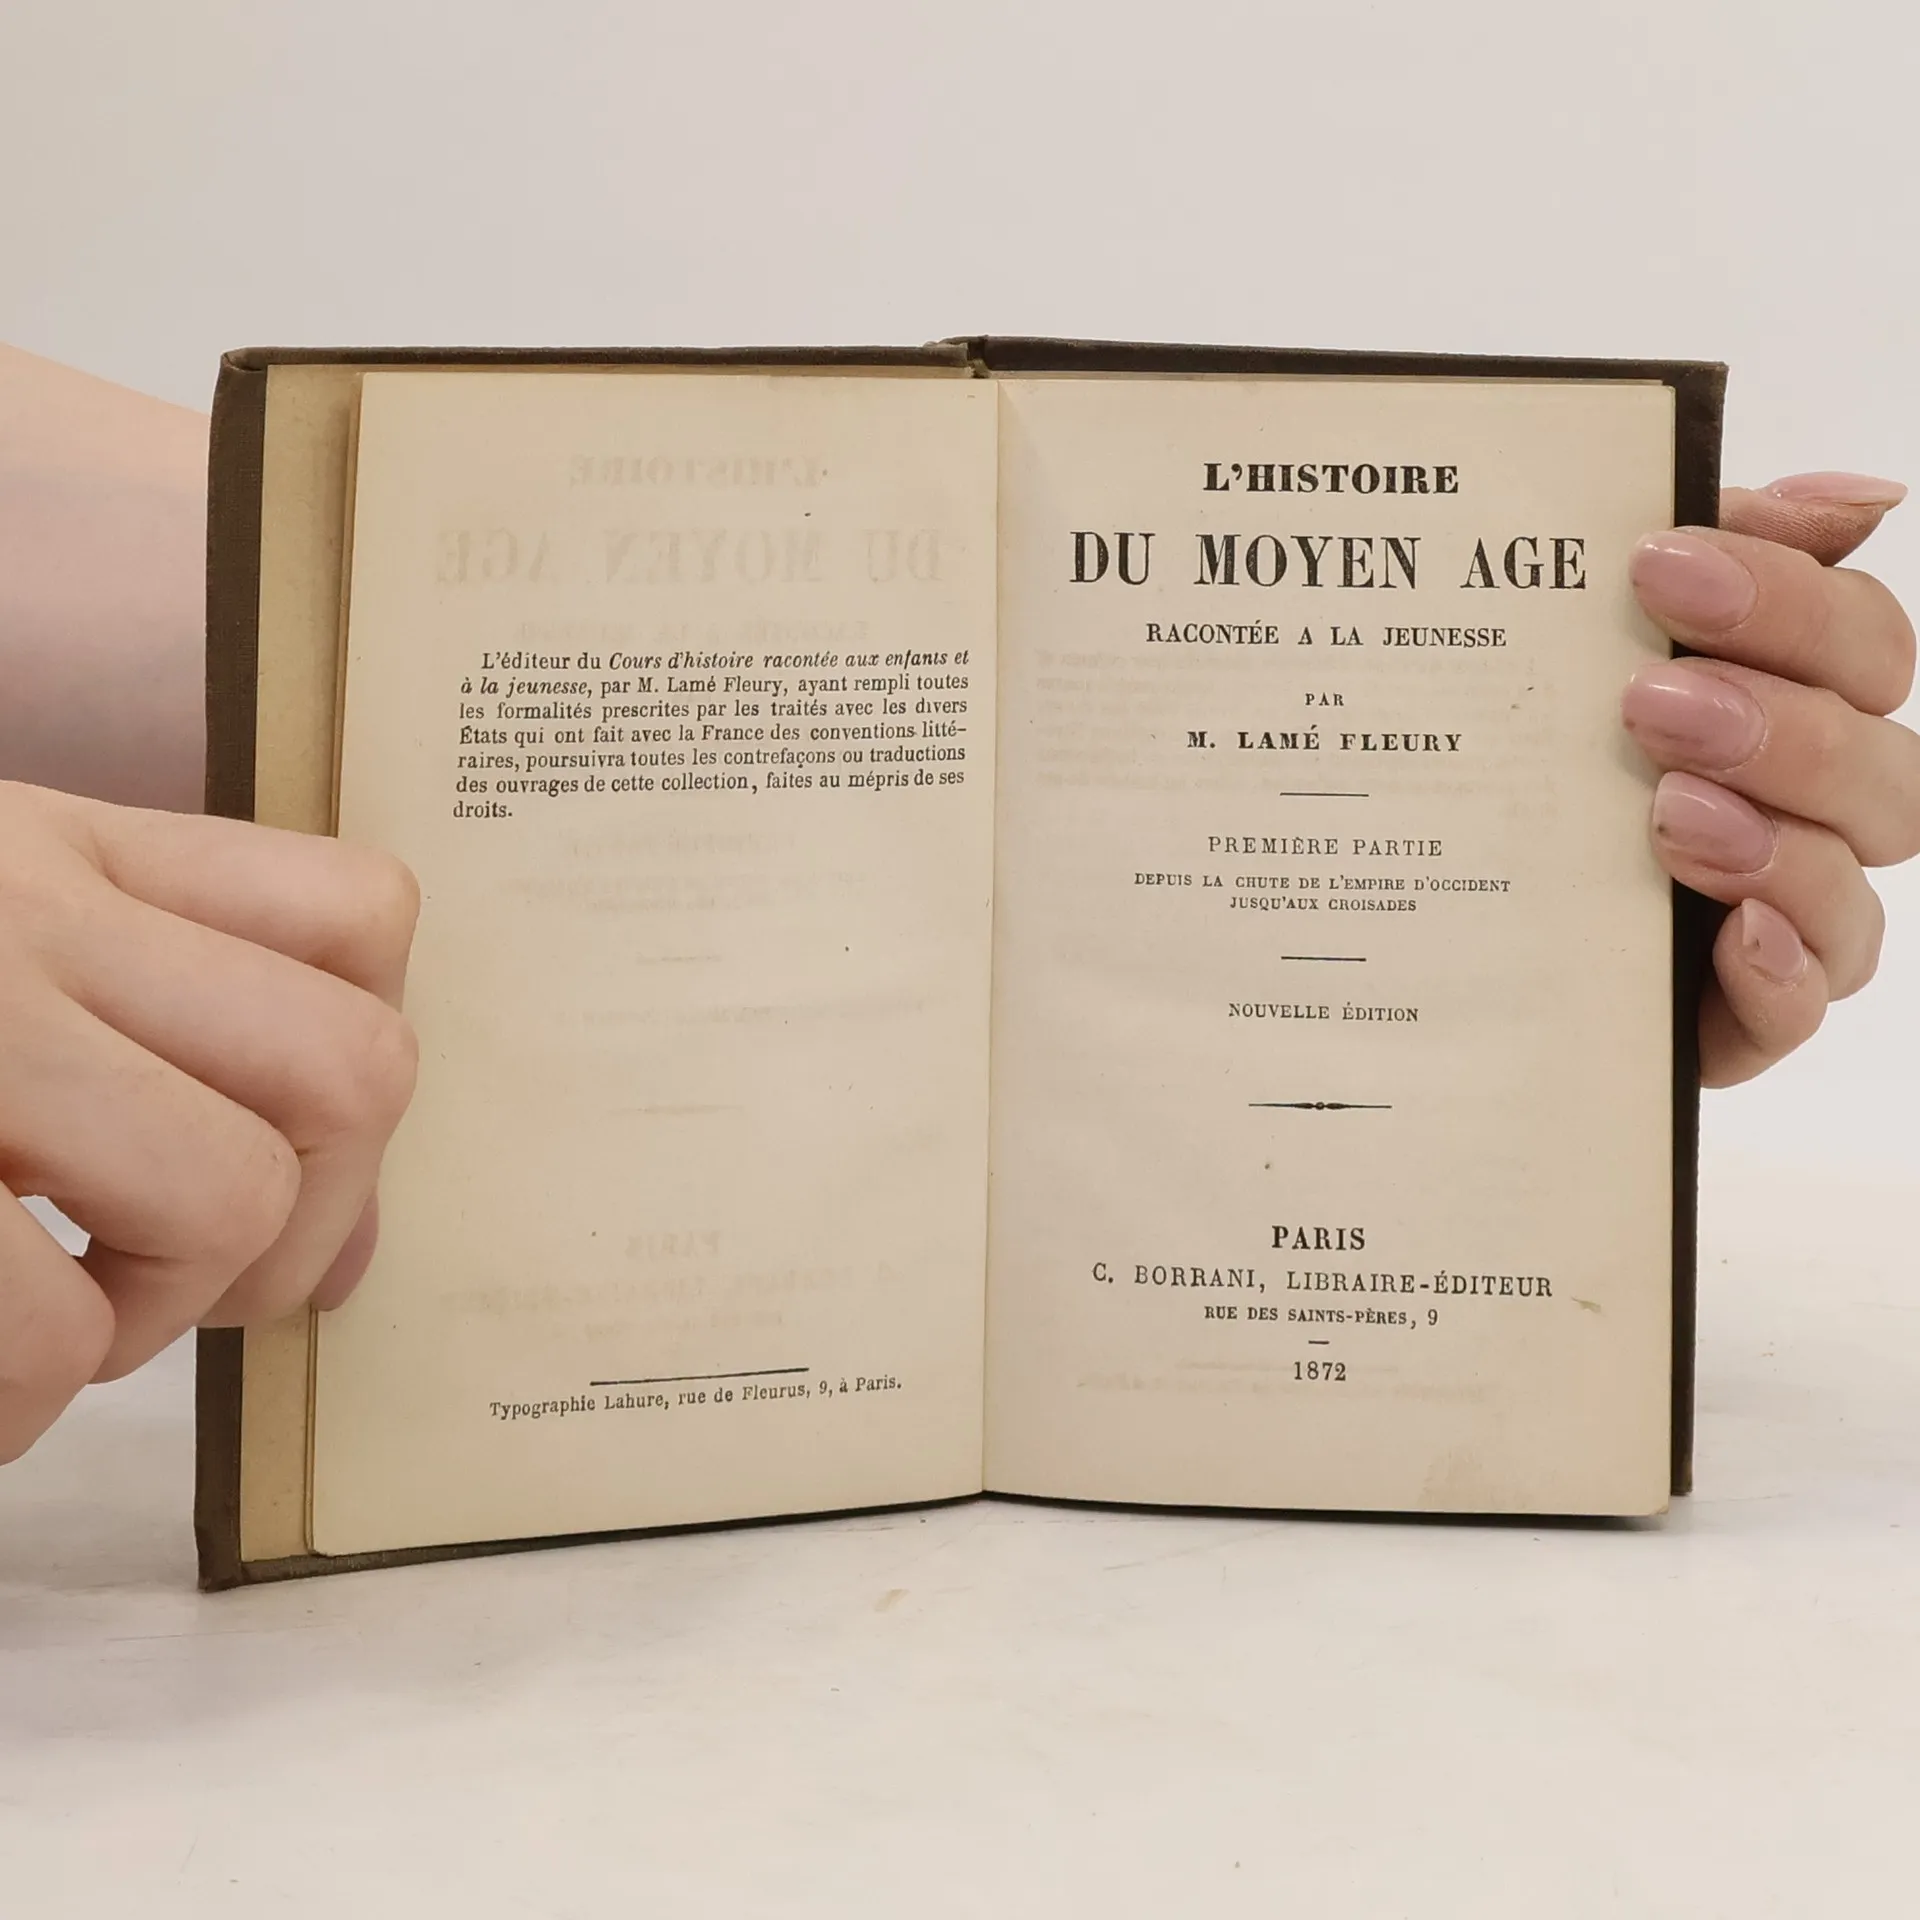 L'éditeur du Cours d'histoire racontée aux enfants et
à la jeunesse, par M. Lamé Fleury, ayant rempli toutes
les formalités prescrites par les traités avec les divers
États qui ont fait avec la France des conventions litté-
raires, poursuivra toutes les contrefaçons ou traductions
des ouvrages de cette collection, faites au mépris de ses
droits.
Typographie Lahure, rue de Fleurus, 9, à Paris.
L'HISTOIRE
DU MOYEN AGE
RACONTÉE A LA JEUNESSE
PAR
M. LAMÉ FLEURY
PREMIÈRE PARTIE
DEPUIS LA CHUTE DE L'EMPIRE D'OCCIDENT
JUSQU'AUX CROISADES
NOUVELLE ÉDITION
PARIS
C. BORRANI, LIBRAIRE-ÉDITEUR
RUE DES SAINTS-PÈRES, 9
1872